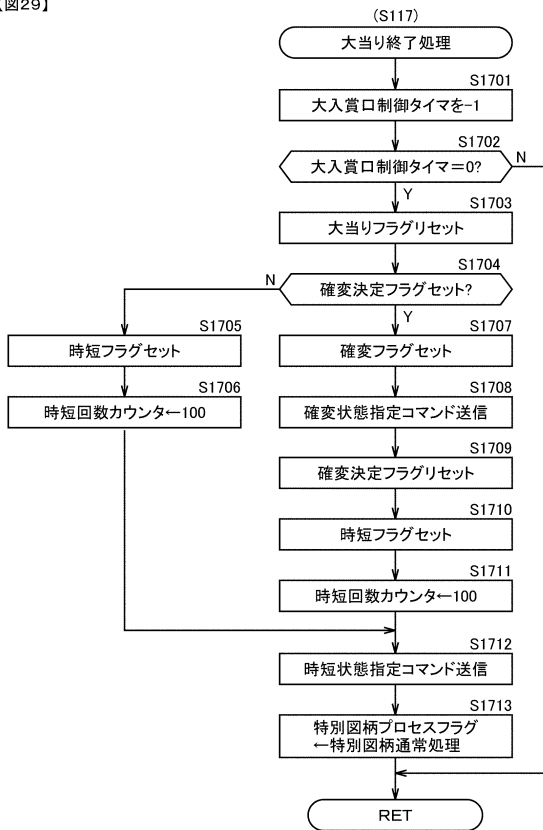 【図29】
(S117)
大当り終了処理
S1701
大入賞口制御タイマを-1
S1702
大入賞口制御タイマ＝0?
N
Y
S1703
大当りフラグリセット
S1704
N
確変決定フラグセット?
Y
S1705
時短フラグセット
S1706
時短回数カウンタ←100
S1707
確変フラグセット
S1708
確変状態指定コマンド送信
S1709
確変決定フラグリセット
S1710
時短フラグセット
S1711
時短回数カウンタ←100
S1712
時短状態指定コマンド送信
S1713
特別図柄プロセスフラグ
←特別図柄通常処理
RET